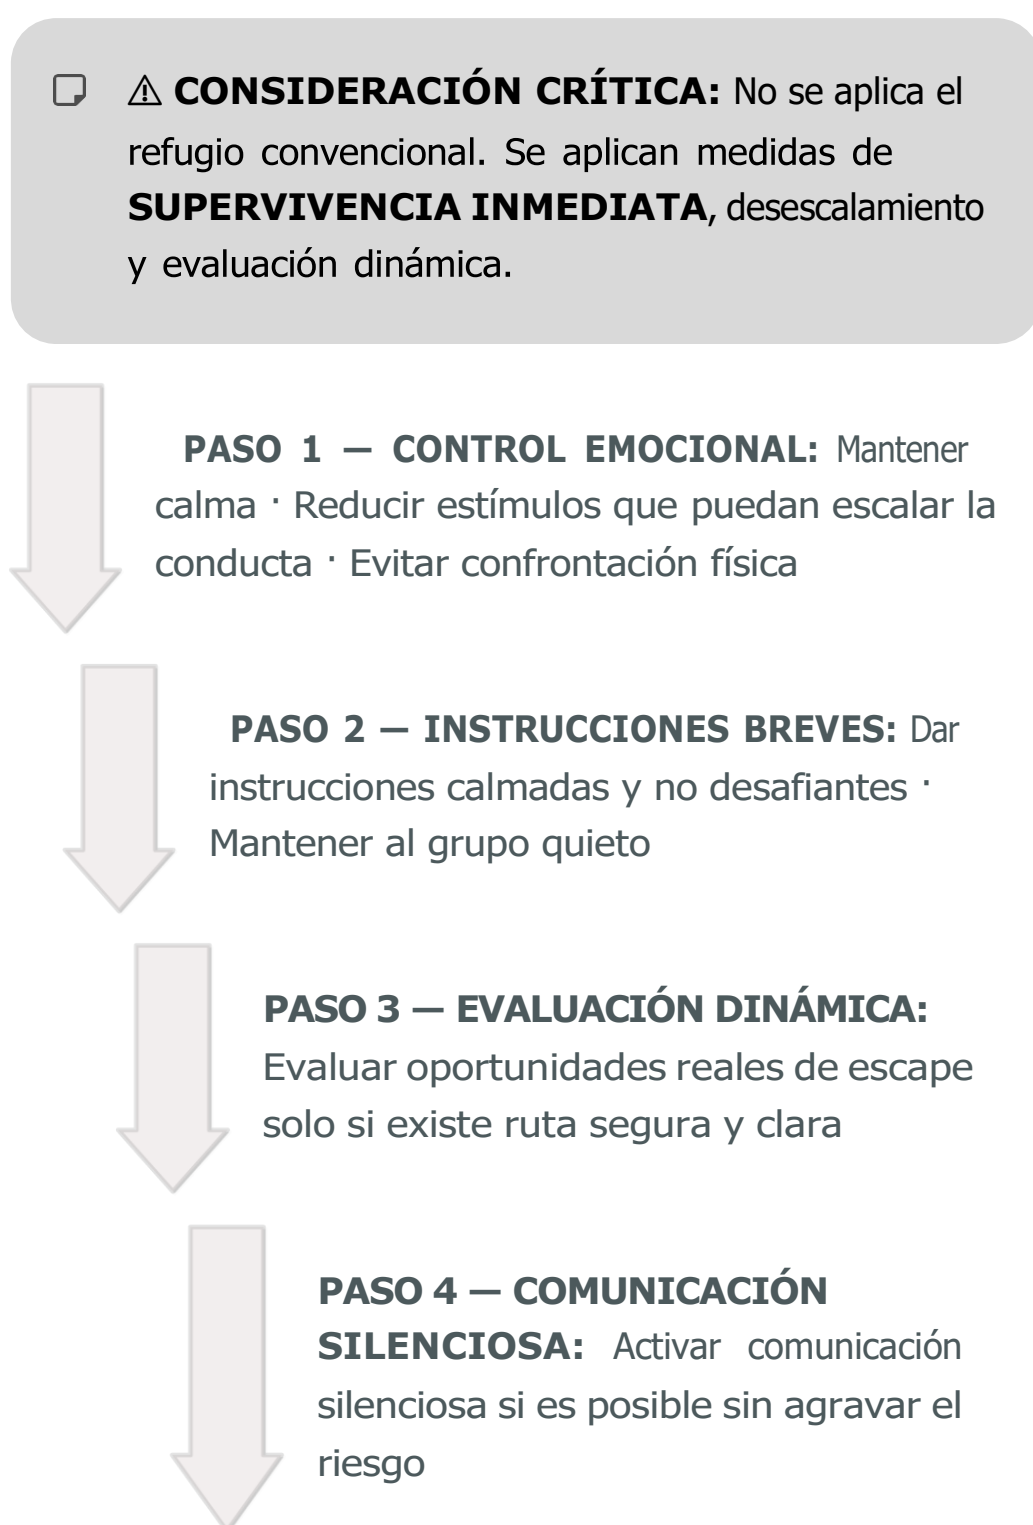 ⚠ CONSIDERACIÓN CRÍTICA: No se aplica el
refugio convencional. Se aplican medidas de
SUPERVIVENCIA INMEDIATA, desescalamiento
y evaluación dinámica.
PASO 1 — CONTROL EMOCIONAL: Mantener
calma · Reducir estímulos que puedan escalar la
conducta · Evitar confrontación física
PASO 2 — INSTRUCCIONES BREVES: Dar
instrucciones calmadas y no desafiantes ·
Mantener al grupo quieto
PASO 3 — EVALUACIÓN DINÁMICA:
Evaluar oportunidades reales de escape
solo si existe ruta segura y clara
PASO 4 — COMUNICACIÓN
SILENCIOSA: Activar comunicación
silenciosa si es posible sin agravar el
riesgo